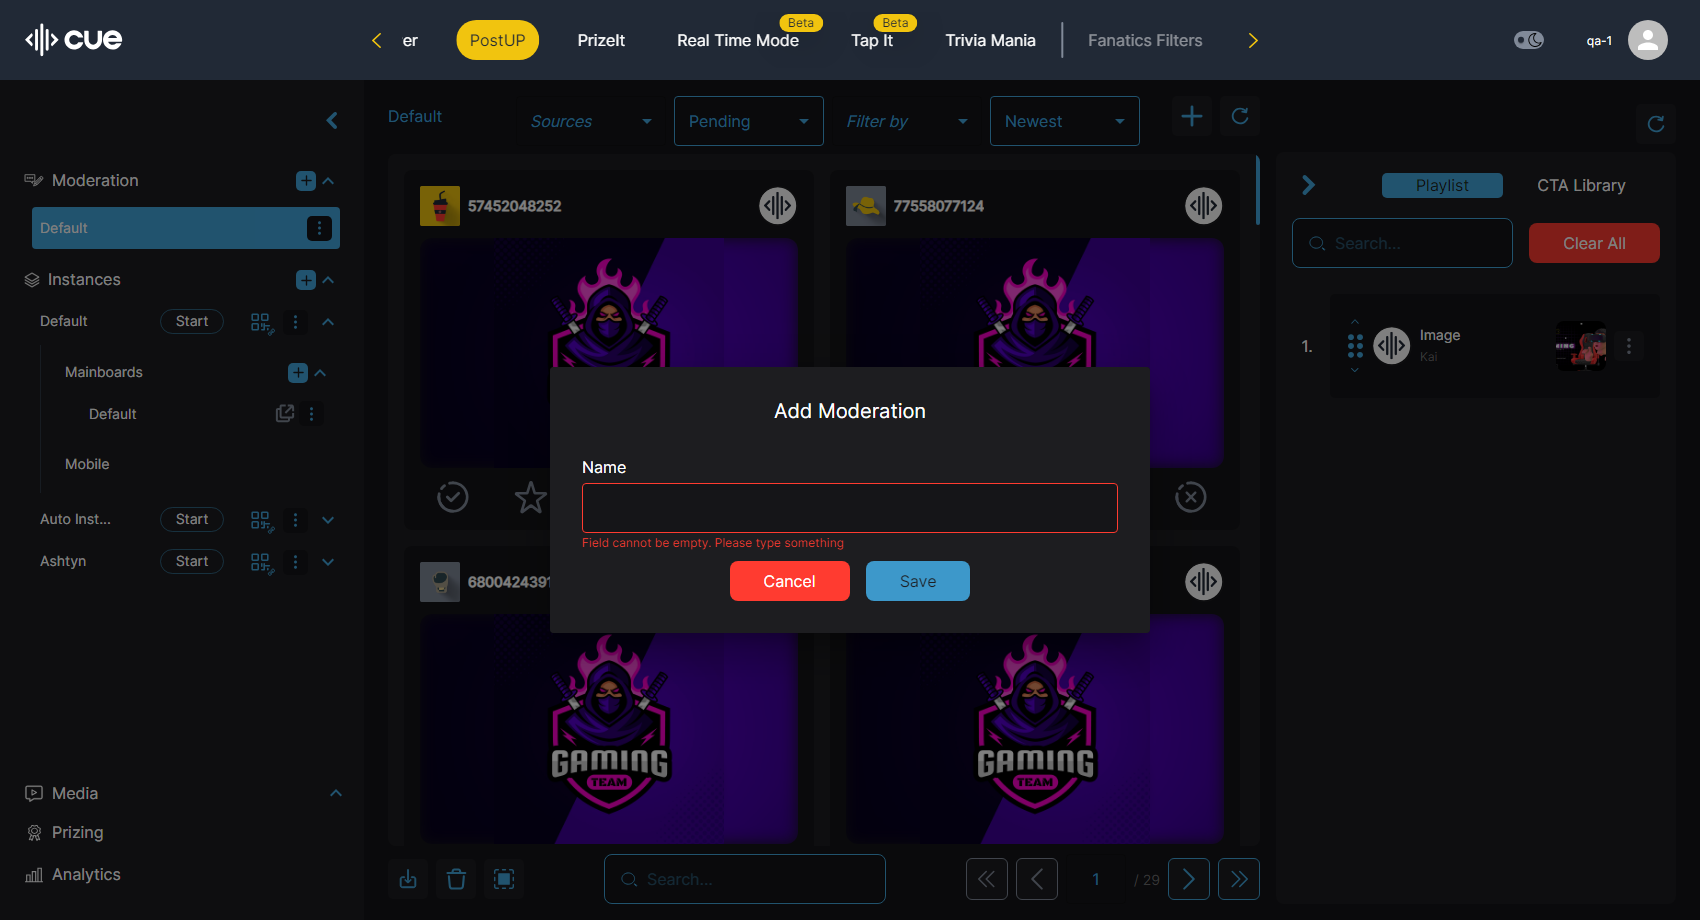 cue
er
PostUP
PrizeIt
Beta
Real Time Mode
Beta
Tap It
Trivia Mania
Fanatics Filters
qa-1
Moderation
Default
Instances
Default
Start
Mainboards
Default
Mobile
Auto Inst...
Start
Ashtyn
Start
Media
Prizing
Analytics
Default
Sources
Pending
Filter by
Newest
57452048252
77558077124
Add Moderation
Name
Field cannot be empty. Please type something
Cancel
Save
GAMING
TEAM
GAMING
TEAM
Search...
1
/ 29
Playlist
CTA Library
Search...
Clear All
1.
Image
Kai